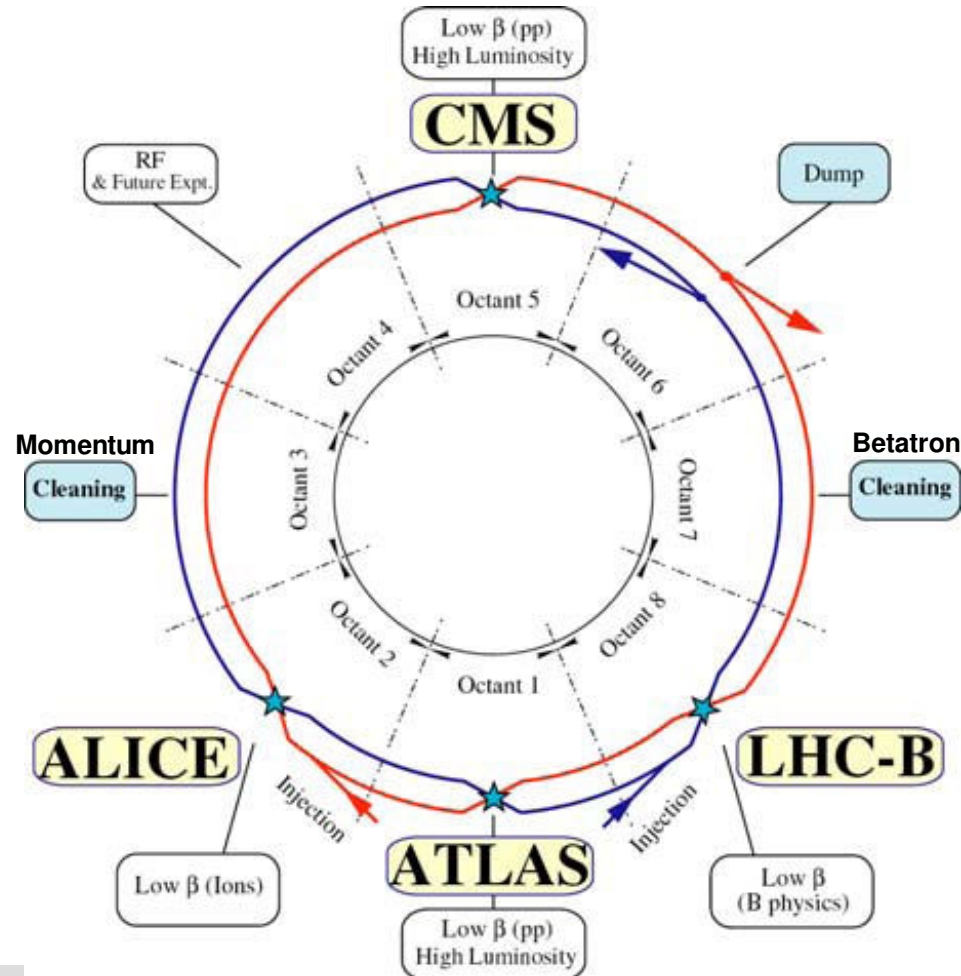 Low β (pp)
High Luminosity
CMS
RF
& Future Expt.
Dump
Octant 5
Octant 4
Octant 6
Momentum
Cleaning
Betatron
Cleaning
Octant 3
Octant 7
Octant 2
Octant 8
Octant 1
ALICE
LHC-B
Injection
Injection
ATLAS
Low β (Ions)
Low β
(B physics)
Low β (pp)
High Luminosity